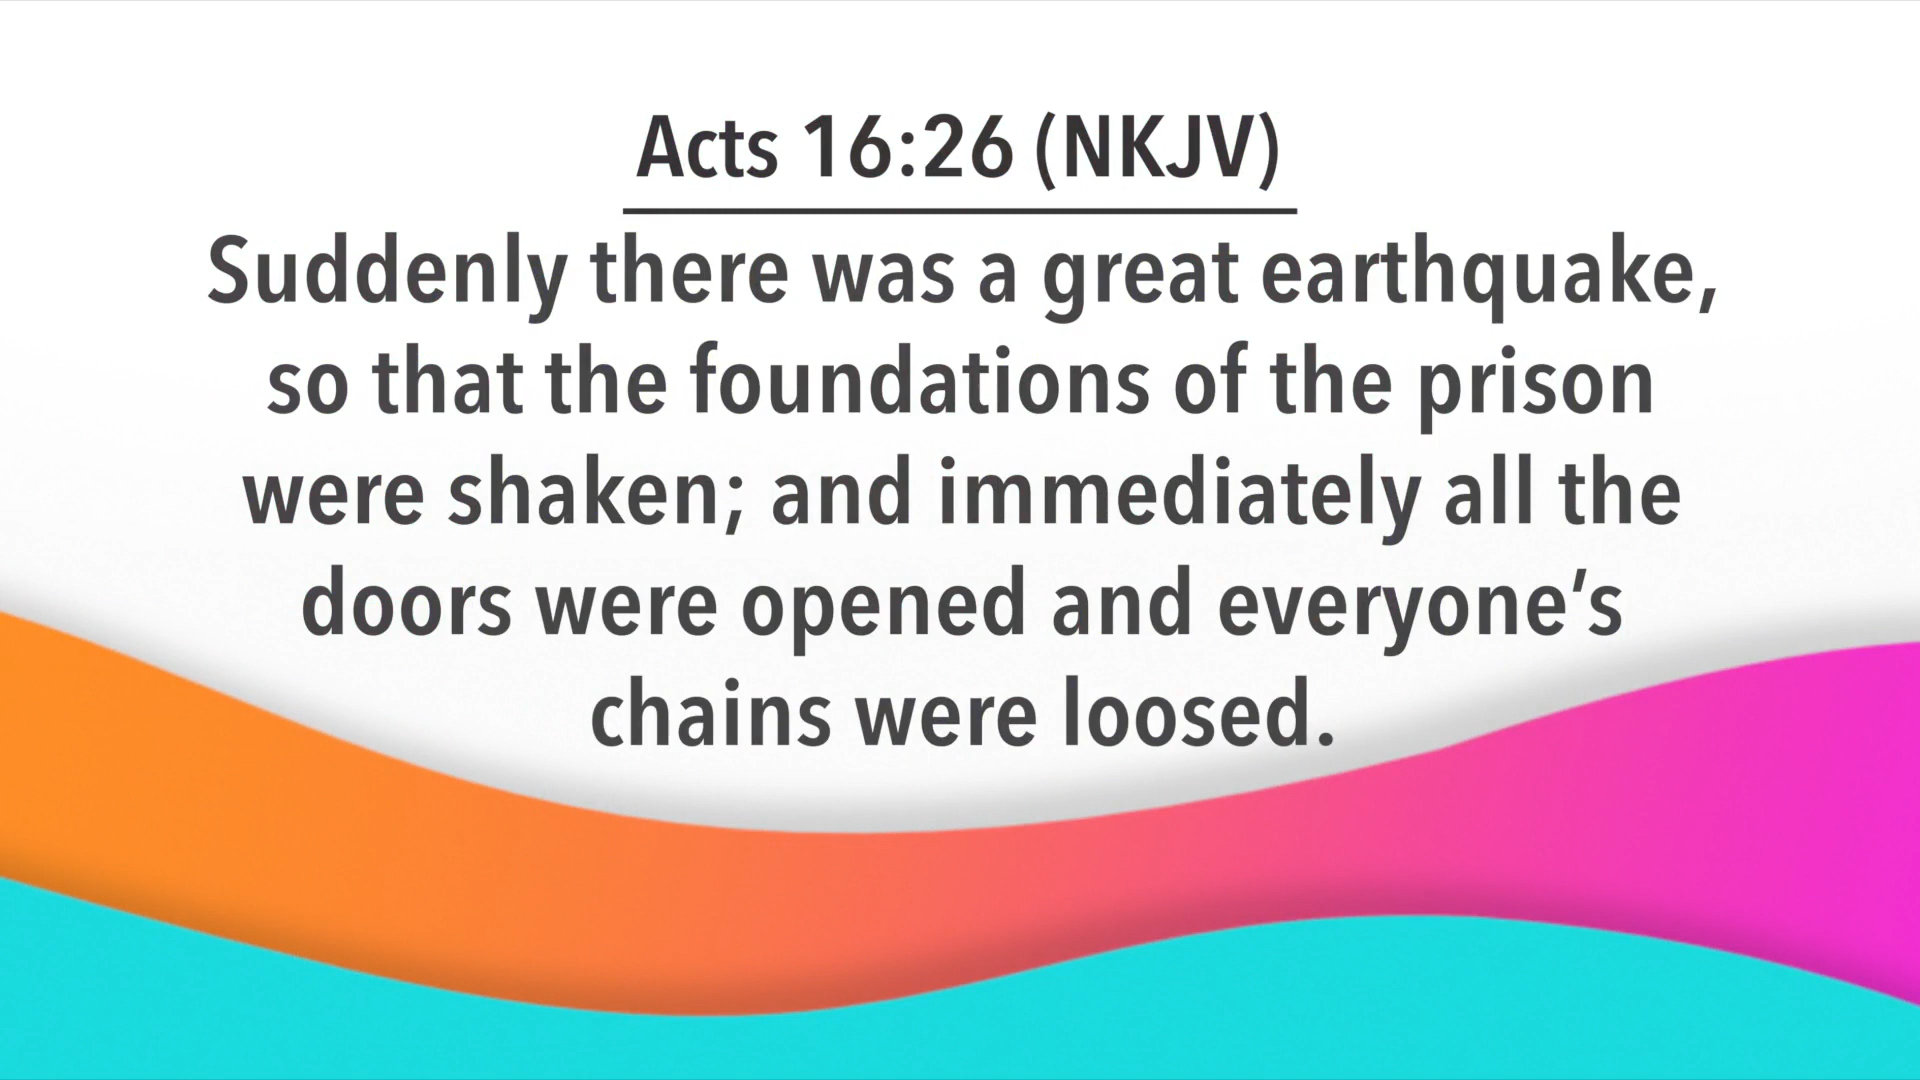 Acts 16:26 (NKJV)
Suddenly there was a great earthquake,
so that the foundations of the prison
were shaken; and immediately all the
doors were opened and everyone’s
chains were loosed.